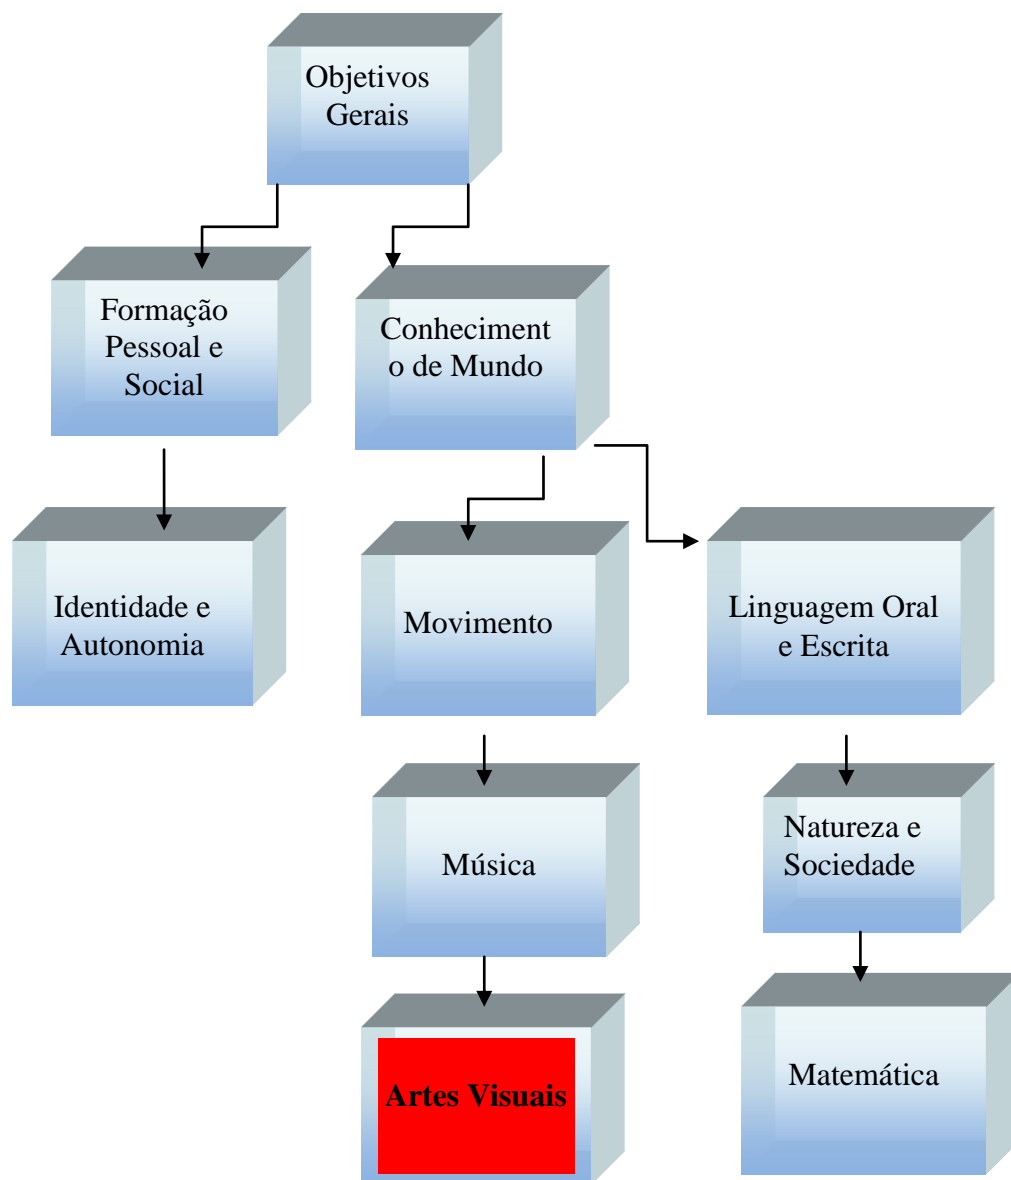 Objetivos
Gerais
Formação
Pessoal e
Social
Conheciment
o de Mundo
Identidade e
Autonomia
Movimento
Linguagem Oral
e Escrita
Música
Natureza e
Sociedade
Artes Visuais
Matemática